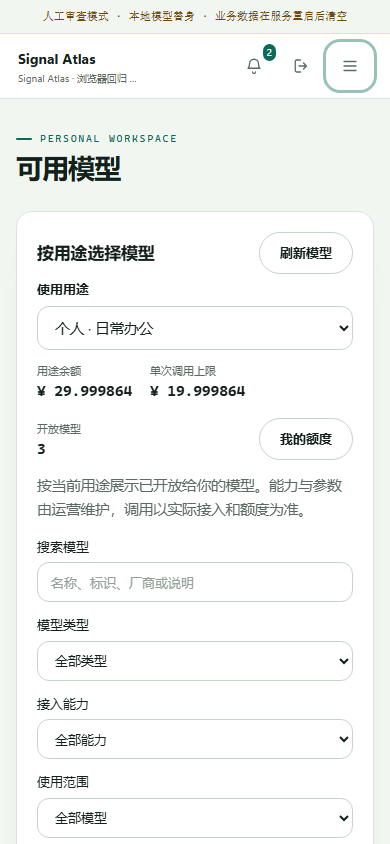 人工审查模式 · 本地模型替身 · 业务数据在服务重启后清空
Signal Atlas
Signal Atlas · 浏览器回归 ...
2
PERSONAL WORKSPACE
可用模型
按用途选择模型
刷新模型
使用用途
个人 · 日常办公
用途余额 单次调用上限
¥ 29.999864 ¥ 19.999864
开放模型
3
我的额度
按当前用途展示已开放给你的模型。能力与参数
由运营维护，调用以实际接入和额度为准。
搜索模型
名称、标识、厂商或说明
模型类型
全部类型
接入能力
全部能力
使用范围
全部模型